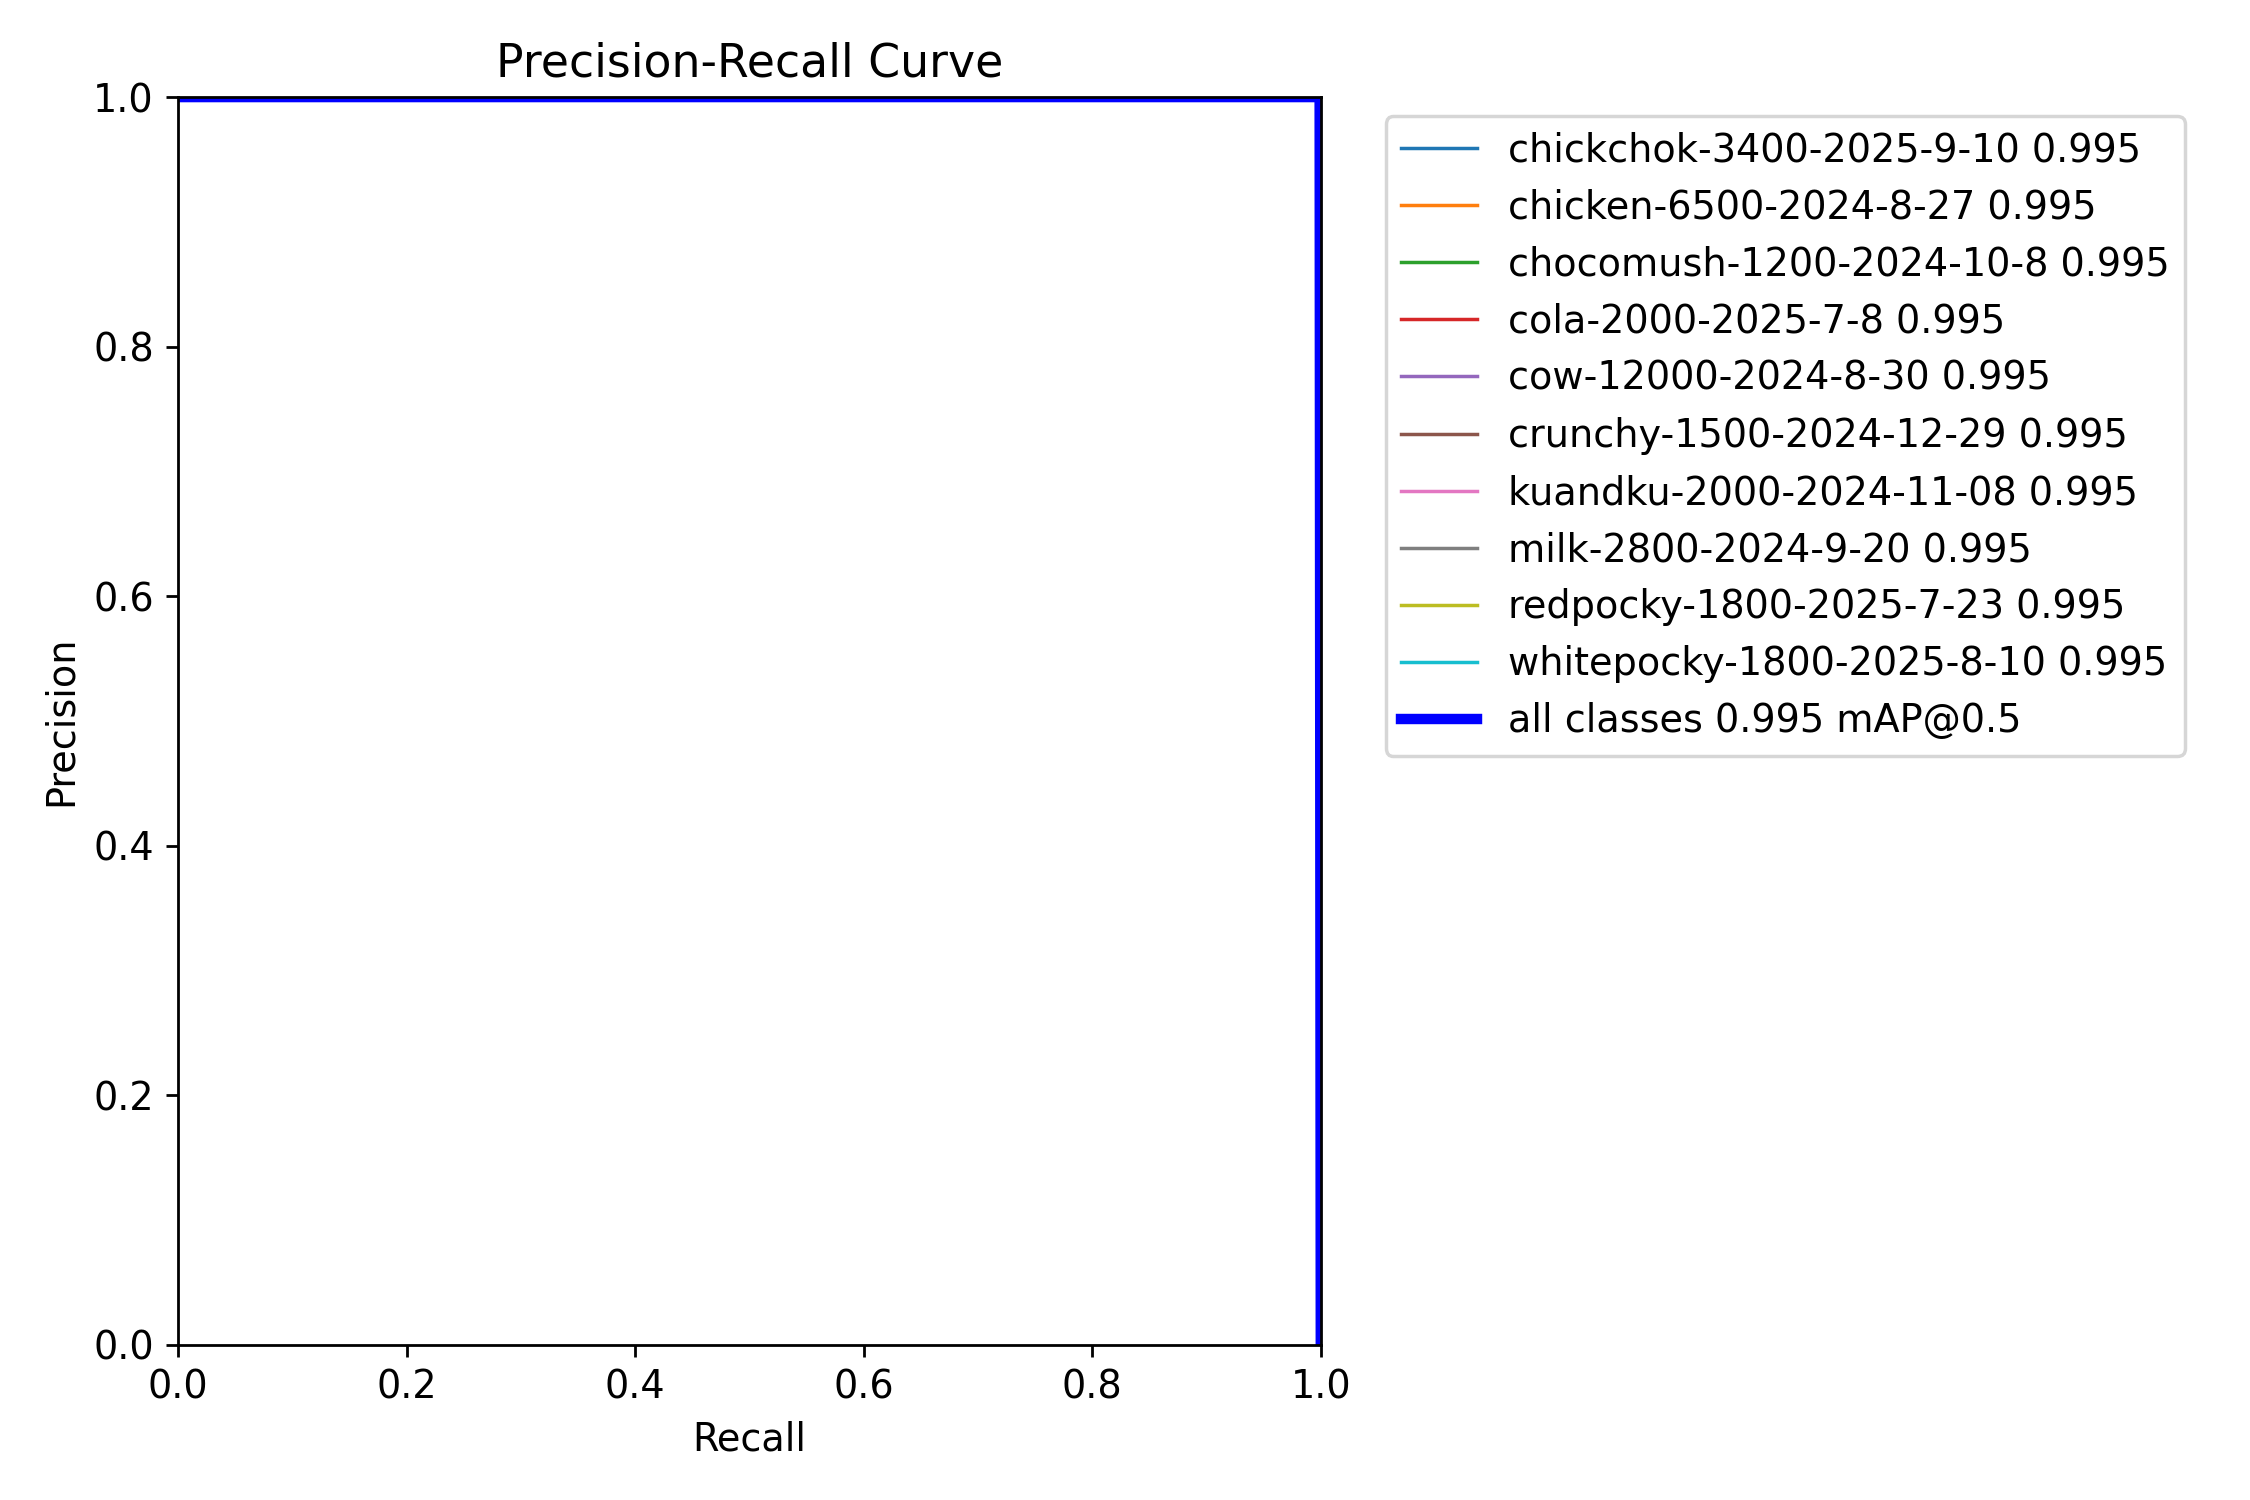 Precision-Recall Curve
1.0
0.8
0.6
0.4
0.2
0.0
Precision
0.0 0.2 0.4 0.6 0.8 1.0
Recall
chickchok-3400-2025-9-10 0.995
chicken-6500-2024-8-27 0.995
chocomush-1200-2024-10-8 0.995
cola-2000-2025-7-8 0.995
cow-12000-2024-8-30 0.995
crunchy-1500-2024-12-29 0.995
kuandku-2000-2024-11-08 0.995
milk-2800-2024-9-20 0.995
redpocky-1800-2025-7-23 0.995
whitepocky-1800-2025-8-10 0.995
all classes 0.995 mAP@0.5